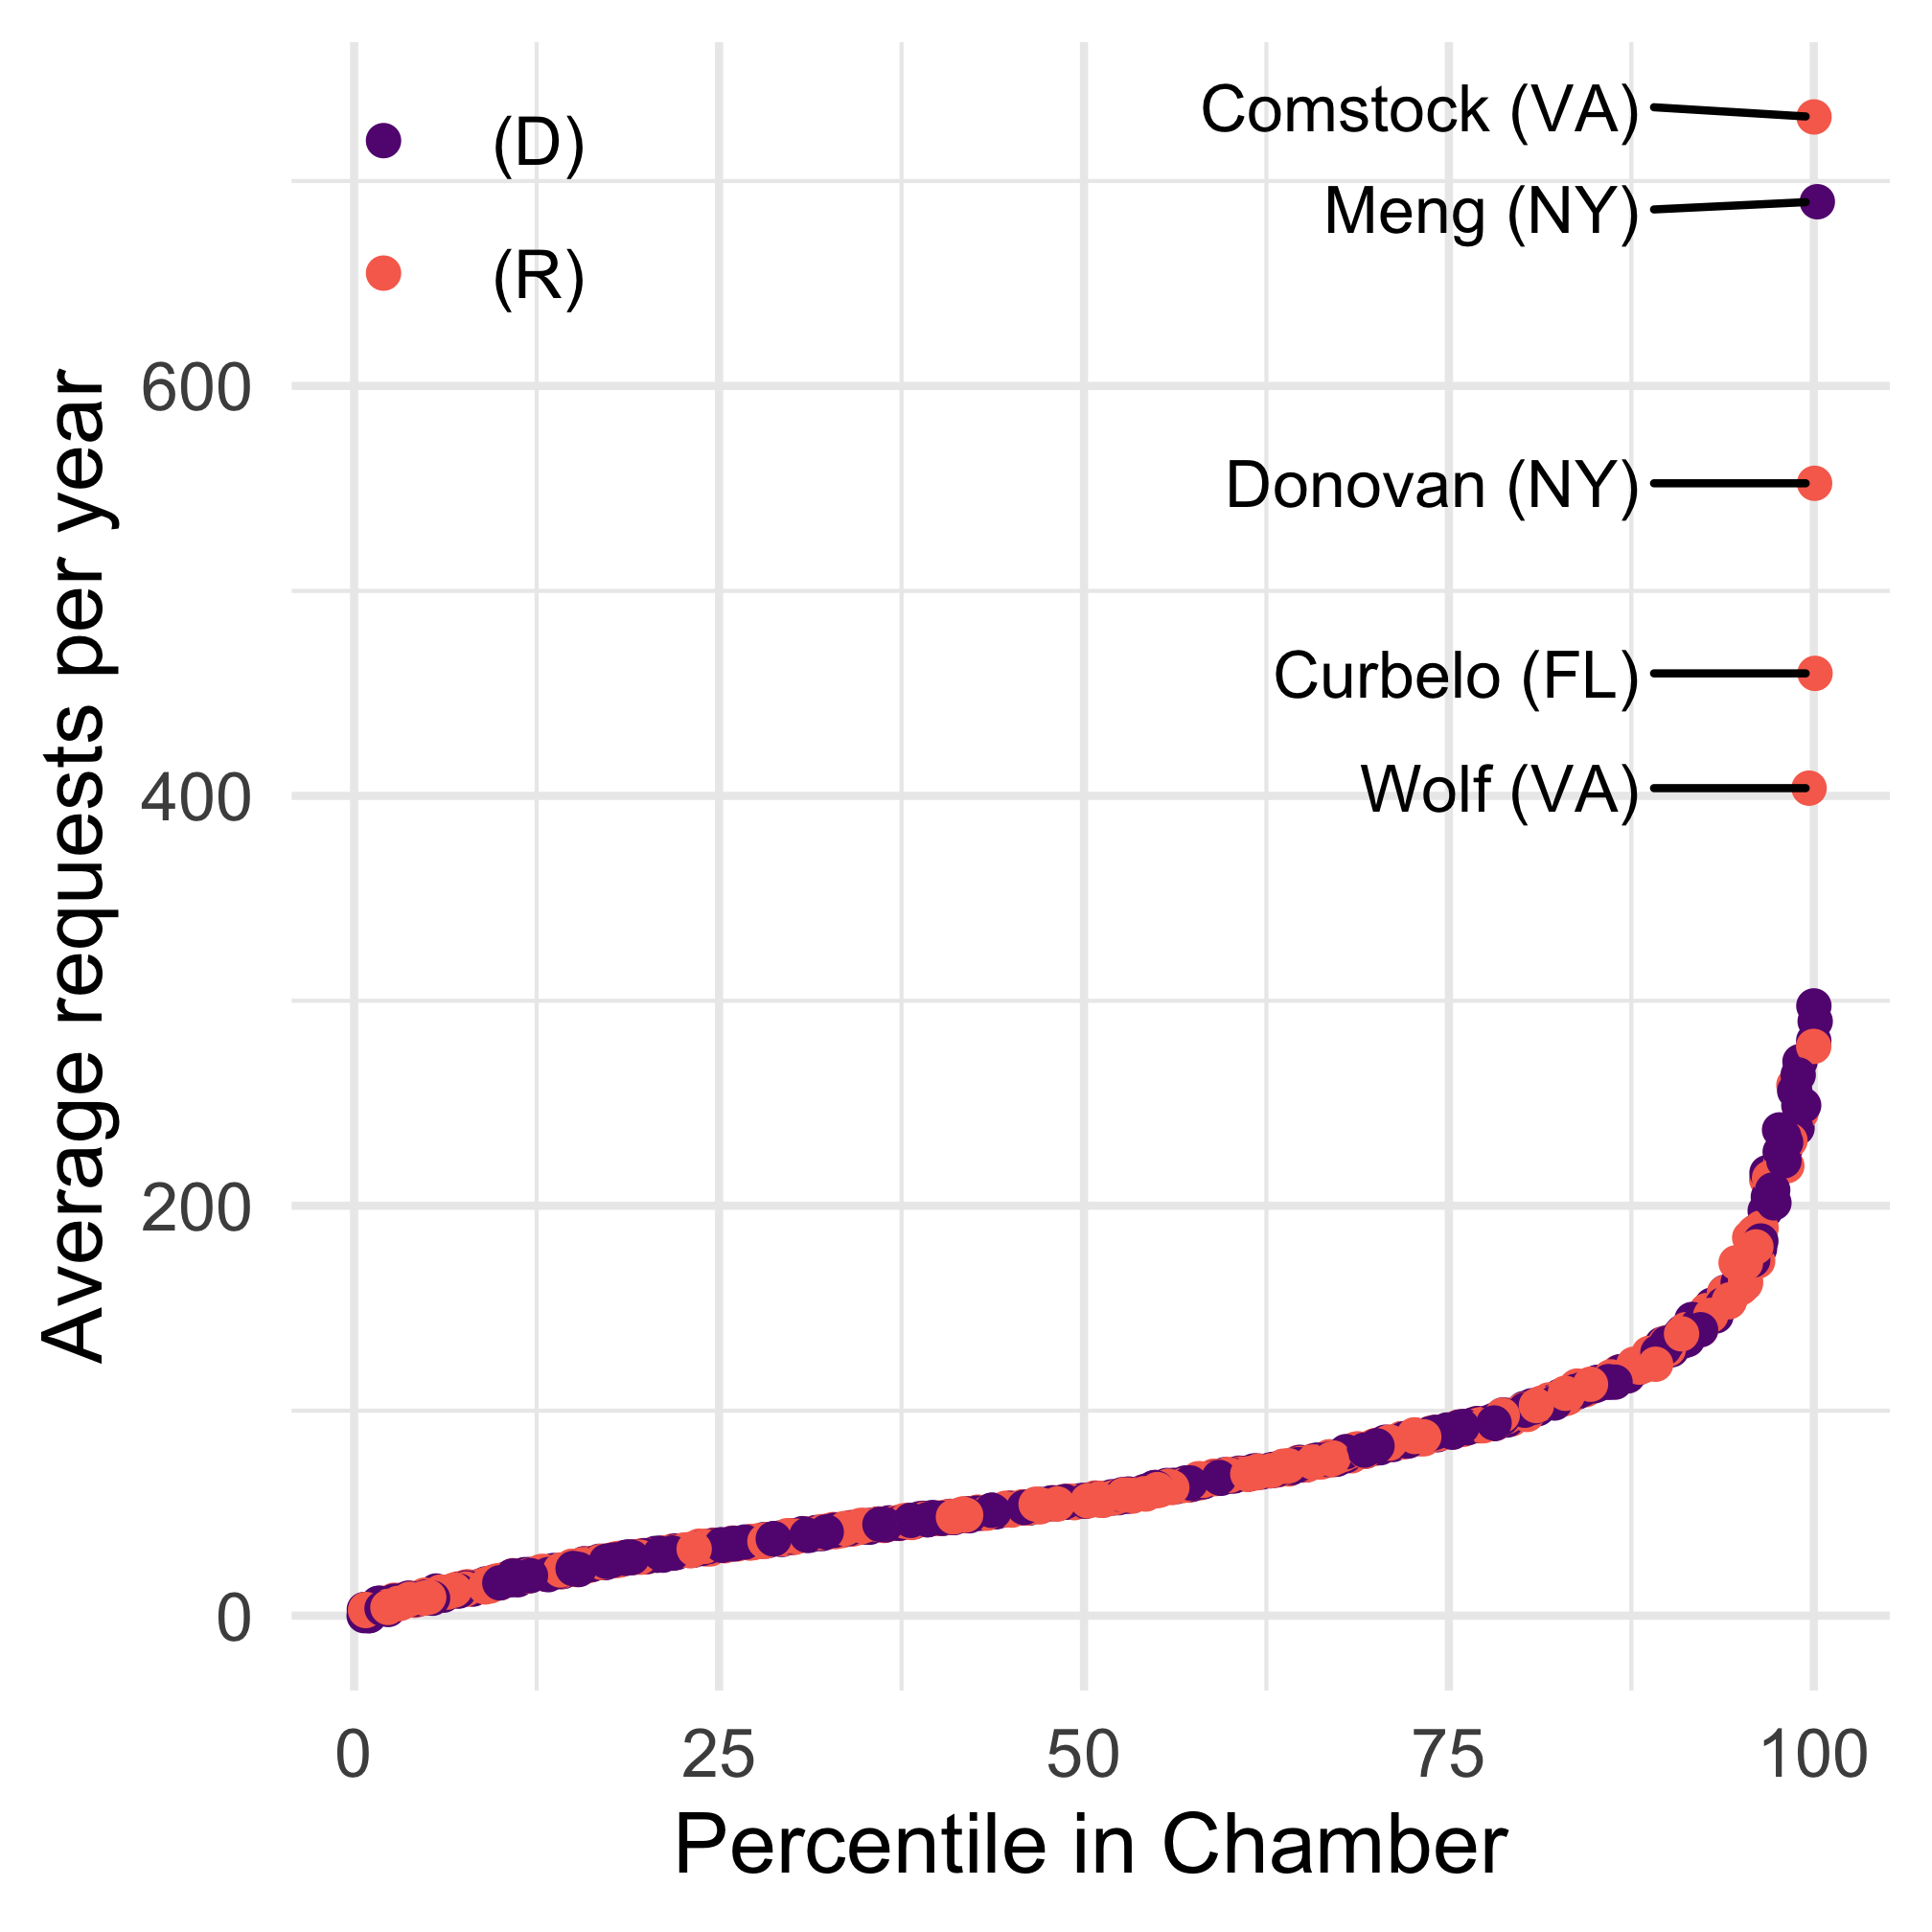 Comstock (VA)
(D)
Meng (NY)
(R)
600
Donovan (NY)
Curbelo (FL)
Wolf (VA)
400
200
0
Average requests per year
0 25 50 75 100
Percentile in Chamber